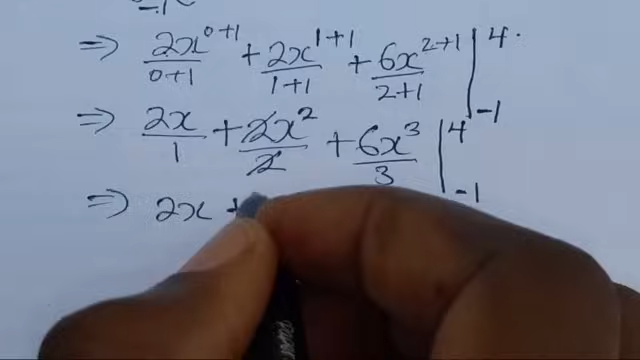 -1
⇒ 2x^{0+1}/0+1 + 2x^{1+1}/1+1 + 6x^{2+1}/2+1 |^{4.}_{-1}
⇒ 2x/1 + 2x^2/2 + 6x^3/3 |^{4}_{-1}
⇒ 2x +